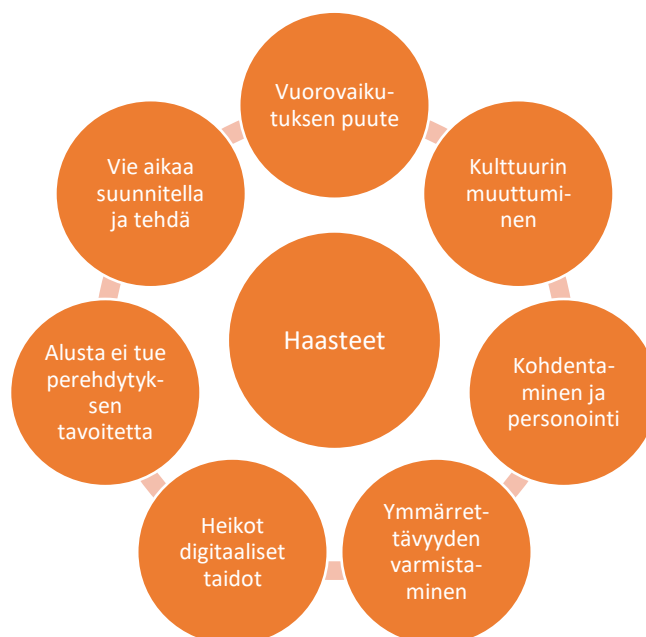 Vuorovaiku-
tuksen puute
Kulttuurin
muuttumi-
nen
Kohdenta-
minen ja
personointi
Ymmärret-
tävyyden
varmista-
minen
Heikot
digitaaliset
taidot
Alusta ei tue
perehdytyk-
sen
tavoitetta
Vie aikaa
suunnitella
ja tehdä
Haasteet